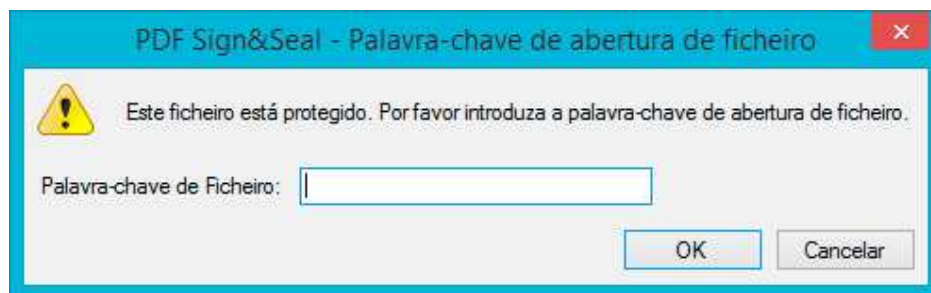 PDF Sign&Seal - Palavra-chave de abertura de ficheiro
Este ficheiro está protegido. Por favor introduza a palavra-chave de abertura de ficheiro.
Palavra-chave de Ficheiro:
OK
Cancelar